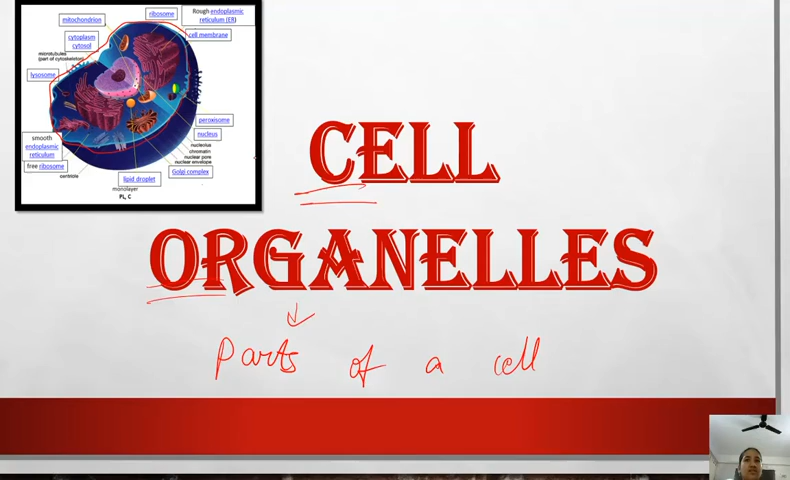 ribosome
Rough endoplasmic
reticulum (ER)
mitochondrion
cell membrane
cytoplasm
cytosol
microtubules
(part of cytoskeleton)
lysosome
peroxisome
nucleus
smooth
endoplasmic
reticulum
nucleolus
chromatin
nuclear pore
nuclear envelope
free ribosome
Golgi complex
centriole
lipid droplet
monolayer
PL, C
CELL
ORGANELLES
Parts of a cell